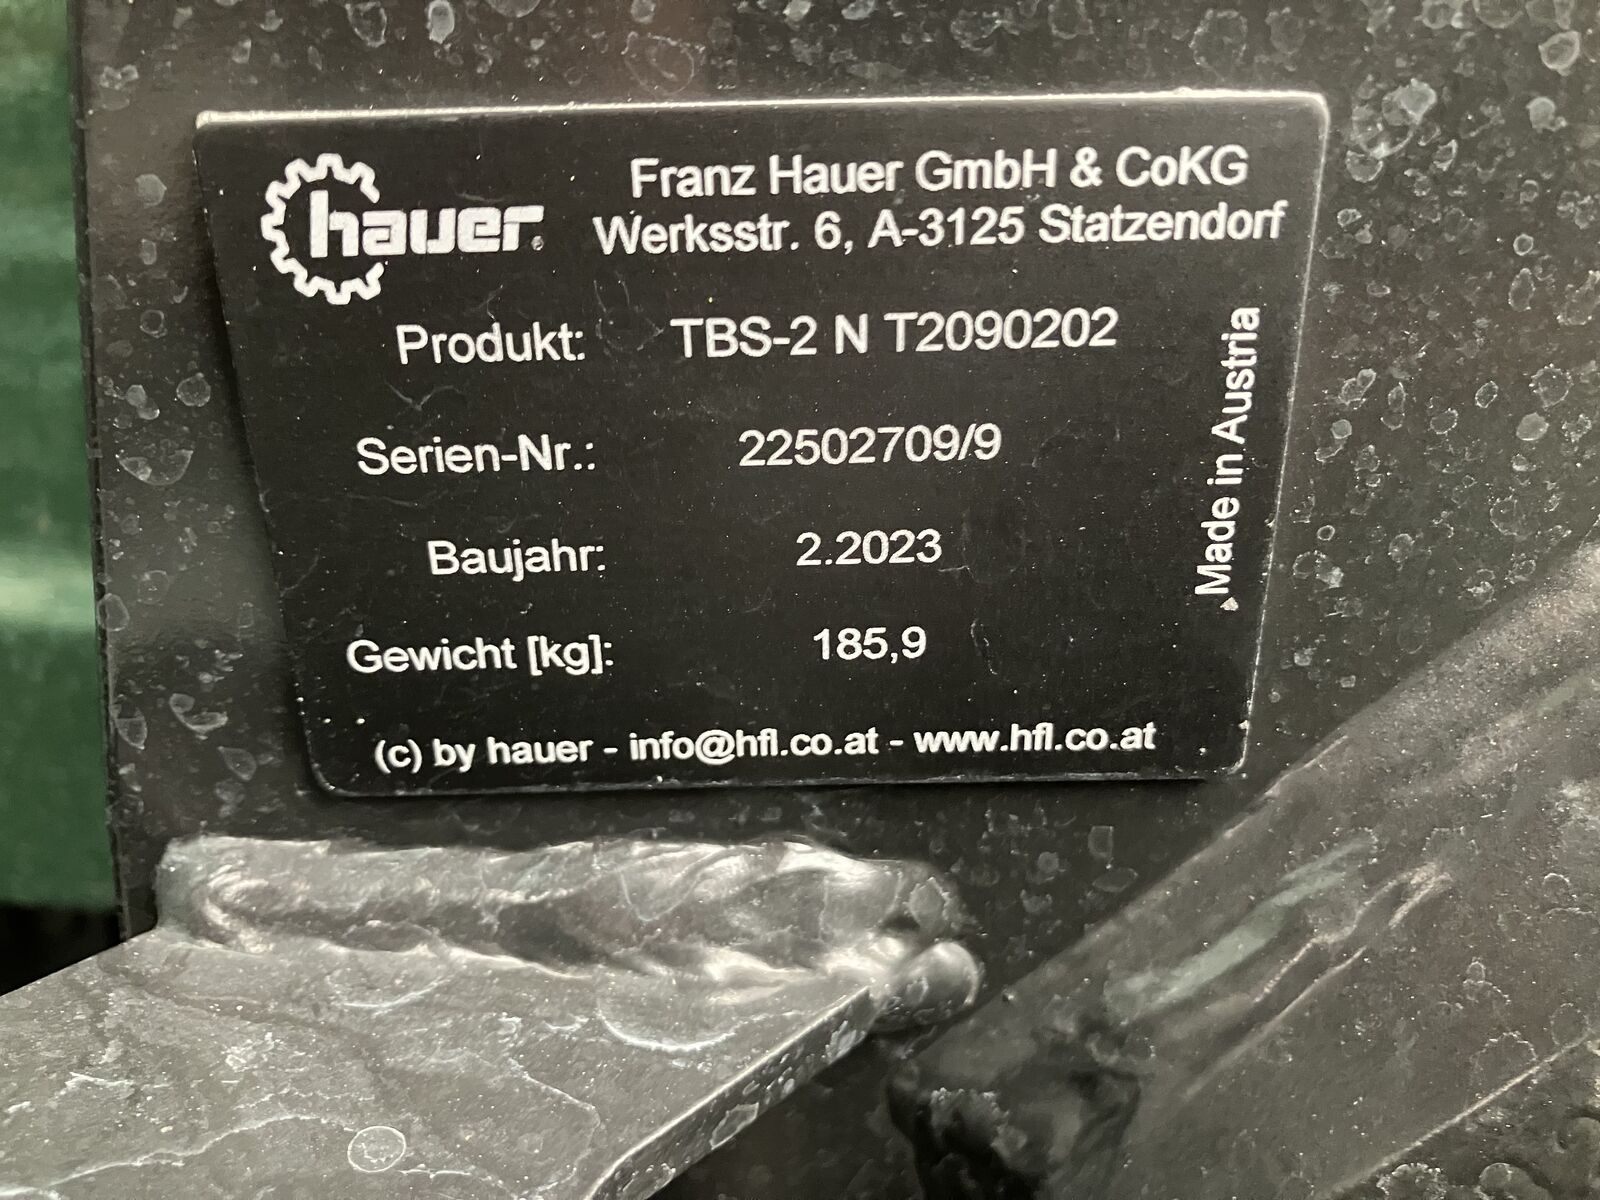 hauer
Franz Hauer GmbH & CoKG
Werksstr. 6, A-3125 Statzendorf
Produkt: TBS-2 N T2090202
Serien-Nr.: 22502709/9
Baujahr: 2.2023
Gewicht [kg]: 185,9
Made in Austria
(c) by hauer - info@hfl.co.at - www.hfl.co.at